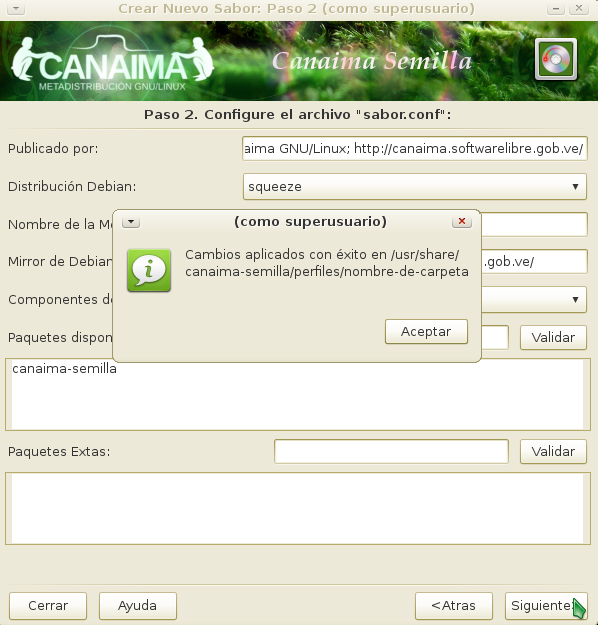 Crear Nuevo Sabor: Paso 2 (como superusuario)
CANAIMA
METADISTRIBUCIÓN GNU/LINUX
Canaima Semilla
Paso 2. Configure el archivo "sabor.conf":
Publicado por:
aima GNU/Linux; http://canaima.softwarelibre.gob.ve/
Distribución Debian:
squeeze
Nombre de la
(como superusuario)
Mirror de Debian
.gob.ve/
Cambios aplicados con éxito en /usr/share/
canaima-semilla/perfiles/nombre-de-carpeta
Componentes
Aceptar
Paquetes
Validar
canaima-semilla
Paquetes Extas:
Validar
Cerrar
Ayuda
<Atras
Siguiente>